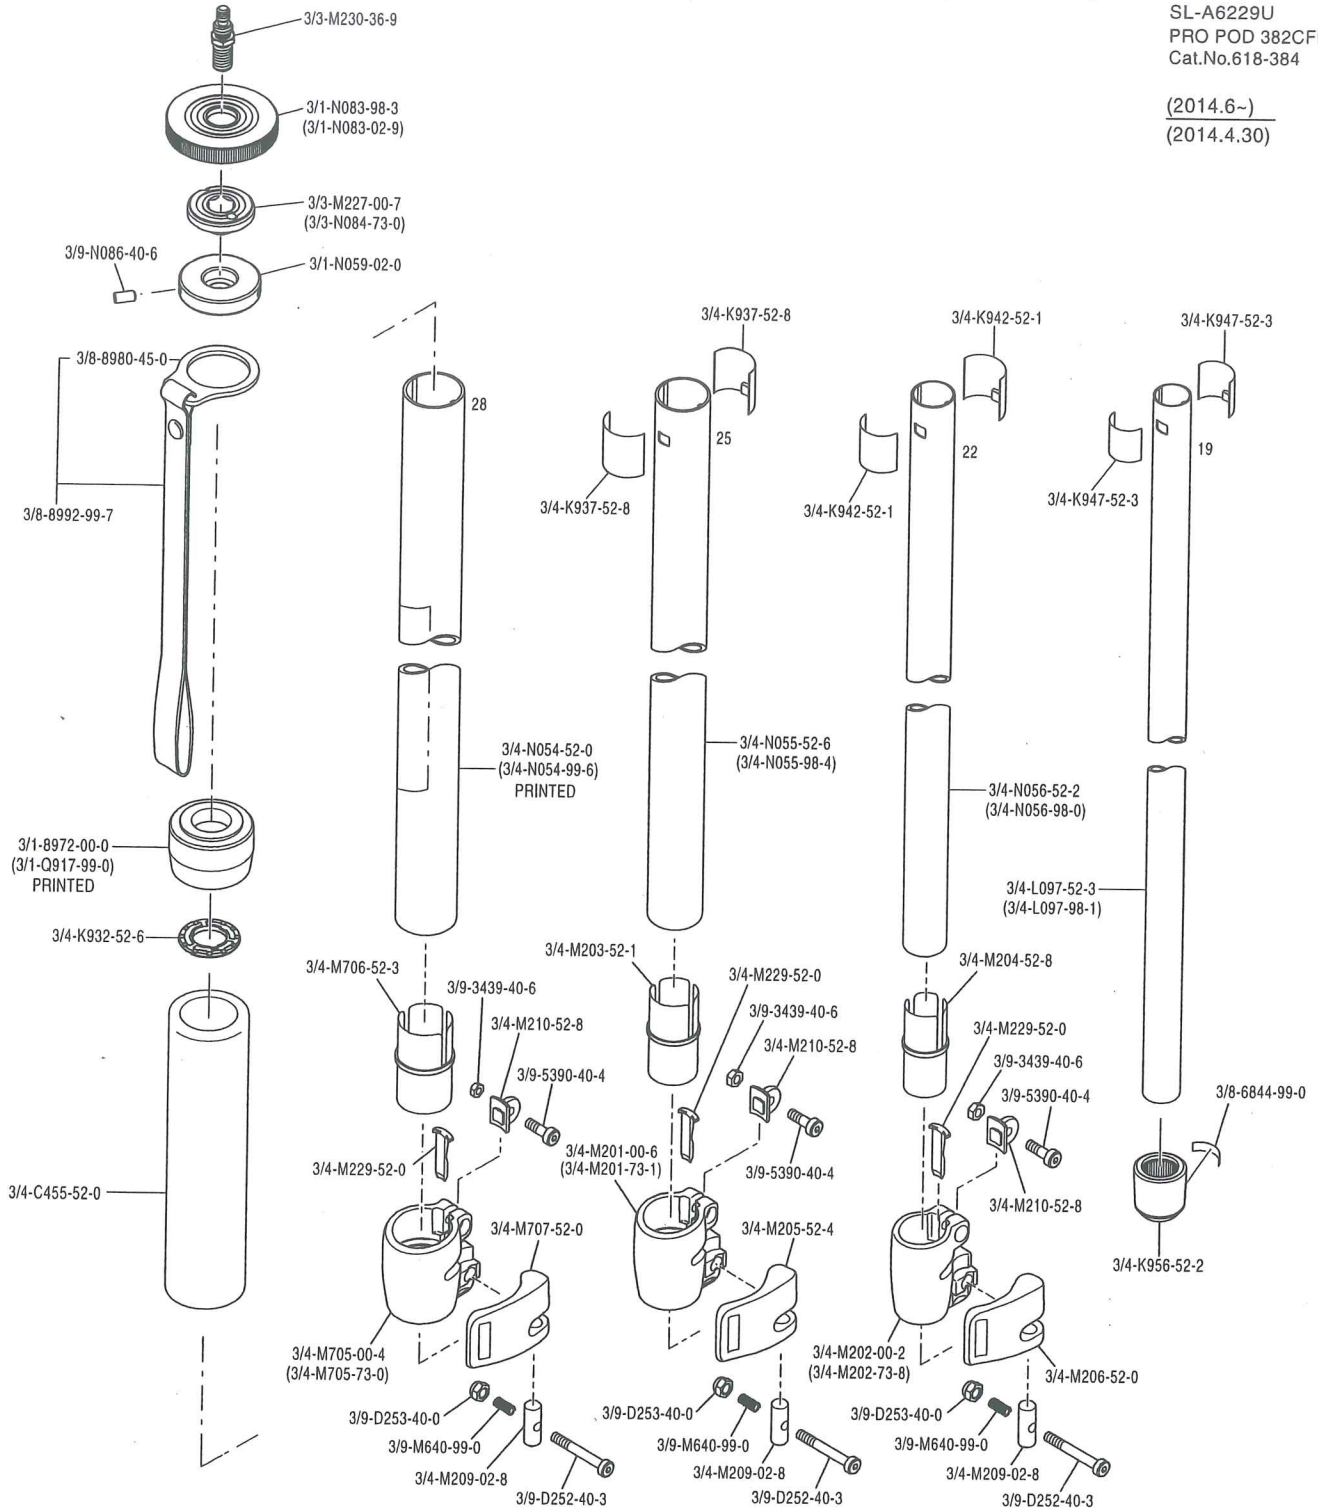 SL-A6229U
PRO POD 382CF
Cat.No.618-384
(2014.6~)
(2014.4.30)
3/3-M230-36-9
3/1-N083-98-3
(3/1-N083-02-9)
3/3-M227-00-7
(3/3-N084-73-0)
3/9-N086-40-6
3/1-N059-02-0
3/8-8980-45-0
3/8-8992-99-7
3/1-8972-00-0
(3/1-Q917-99-0)
PRINTED
3/4-K932-52-6
3/4-C455-52-0
28
3/4-N054-52-0
(3/4-N054-99-6)
PRINTED
3/4-M706-52-3
3/9-3439-40-6
3/4-M210-52-8
3/9-5390-40-4
3/4-M229-52-0
3/4-M707-52-0
3/4-M705-00-4
(3/4-M705-73-0)
3/9-D253-40-0
3/9-M640-99-0
3/4-M209-02-8
3/9-D252-40-3
3/4-K937-52-8
25
3/4-K937-52-8
3/4-N055-52-6
(3/4-N055-98-4)
3/4-M203-52-1
3/4-M229-52-0
3/9-3439-40-6
3/4-M210-52-8
3/9-5390-40-4
3/4-M201-00-6
(3/4-M201-73-1)
3/4-M205-52-4
3/9-D253-40-0
3/9-M640-99-0
3/4-M209-02-8
3/9-D252-40-3
3/4-K942-52-1
22
3/4-K942-52-1
3/4-N056-52-2
(3/4-N056-98-0)
3/4-M204-52-8
3/4-M229-52-0
3/9-3439-40-6
3/9-5390-40-4
3/4-M210-52-8
3/4-M202-00-2
(3/4-M202-73-8)
3/4-M206-52-0
3/9-D253-40-0
3/9-M640-99-0
3/4-M209-02-8
3/9-D252-40-3
3/4-K947-52-3
19
3/4-K947-52-3
3/4-L097-52-3
(3/4-L097-98-1)
3/8-6844-99-0
3/4-K956-52-2